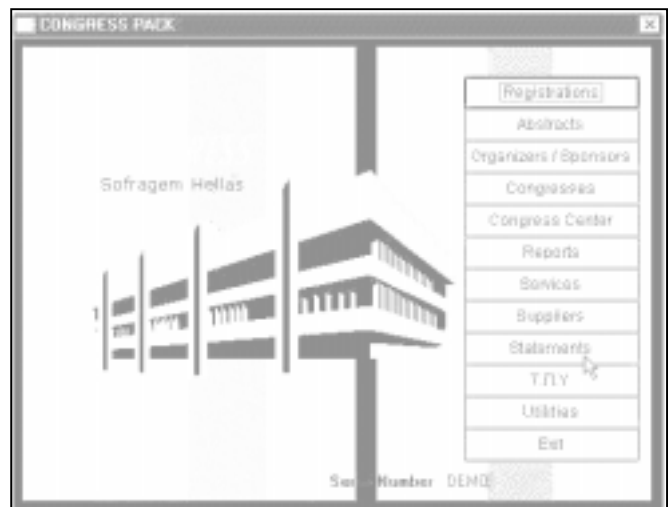 CONGRESS PACK
Sofragem Hellas
Registrations
Abstracts
Organizers / Sponsors
Congresses
Congress Center
Reports
Services
Suppliers
Statements
Τ.Π.Υ
Utilities
Exit
Number DEMO